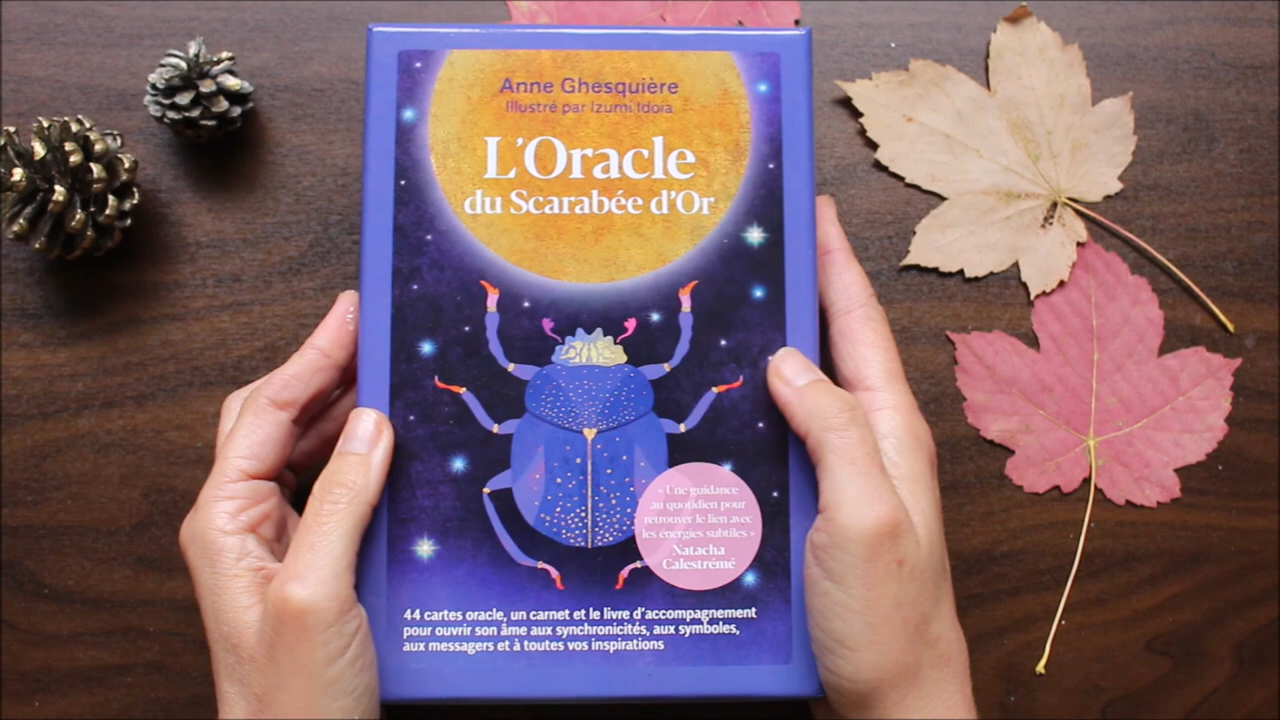 Anne Ghesquière
Illustré par Izumi Idoia
L'Oracle
du Scarabée d'Or
« Une guidance
au quotidien pour
retrouver le lien avec
les énergies subtiles »
Natacha
Calestrémé
44 cartes oracle, un carnet et le livre d'accompagnement
pour ouvrir son âme aux synchronicités, aux symboles,
aux messagers et à toutes vos inspirations